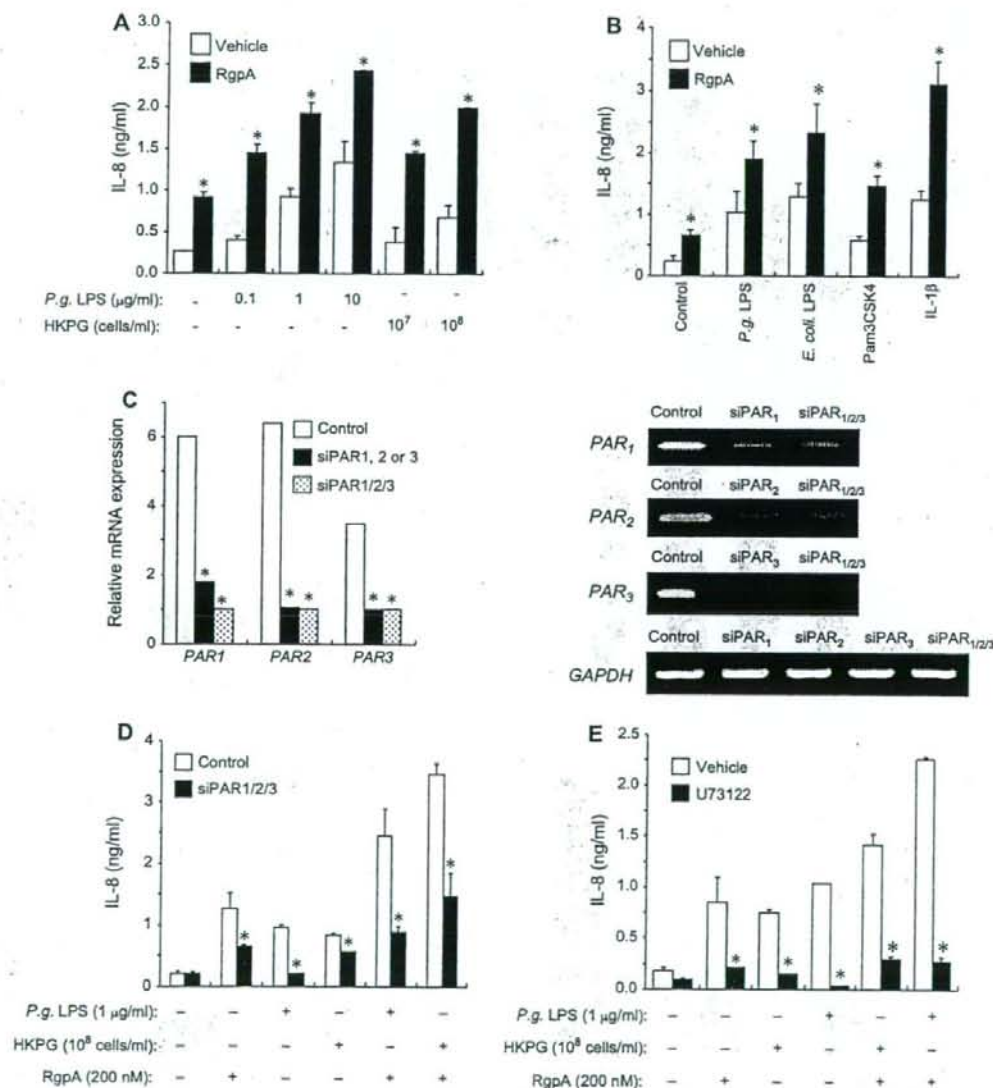 A
3.0
2.5
2.0
1.5
1.0
0.5
0.0
IL-8 (ng/ml)
Vehicle
RgpA
* * * * * *
P.g. LPS (μg/ml): - 0.1 1 10 - -
HKPG (cells/ml): - 10⁷ 10⁸
B
4
3
2
1
0
IL-8 (ng/ml)
Vehicle
RgpA
* * * * *
Control
P.g. LPS
E. coli LPS
Pam3CSK4
IL-1β
C
6
4
2
0
Relative mRNA expression
Control
siPAR1, 2 or 3
siPAR1/2/3
* * * * * *
PAR1 PAR2 PAR3
Control siPAR₁ siPAR₁/₂/₃
PAR₁
Control siPAR₂ siPAR₁/₂/₃
PAR₂
Control siPAR₃ siPAR₁/₂/₃
PAR₃
Control siPAR₁ siPAR₂ siPAR₃ siPAR₁/₂/₃
GAPDH
D
4
3
2
1
0
IL-8 (ng/ml)
Control
siPAR1/2/3
* * * * *
P.g. LPS (1 μg/ml): – – + – + –
HKPG (10⁸ cells/ml): – – – + – +
RgpA (200 nM): – + – – + +
E
2.5
2.0
1.5
1.0
0.5
0.0
IL-8 (ng/ml)
Vehicle
U73122
* * * * *
P.g. LPS (1 μg/ml): – – – + – +
HKPG (10⁸ cells/ml): – – + – + –
RgpA (200 nM): – + – – + +